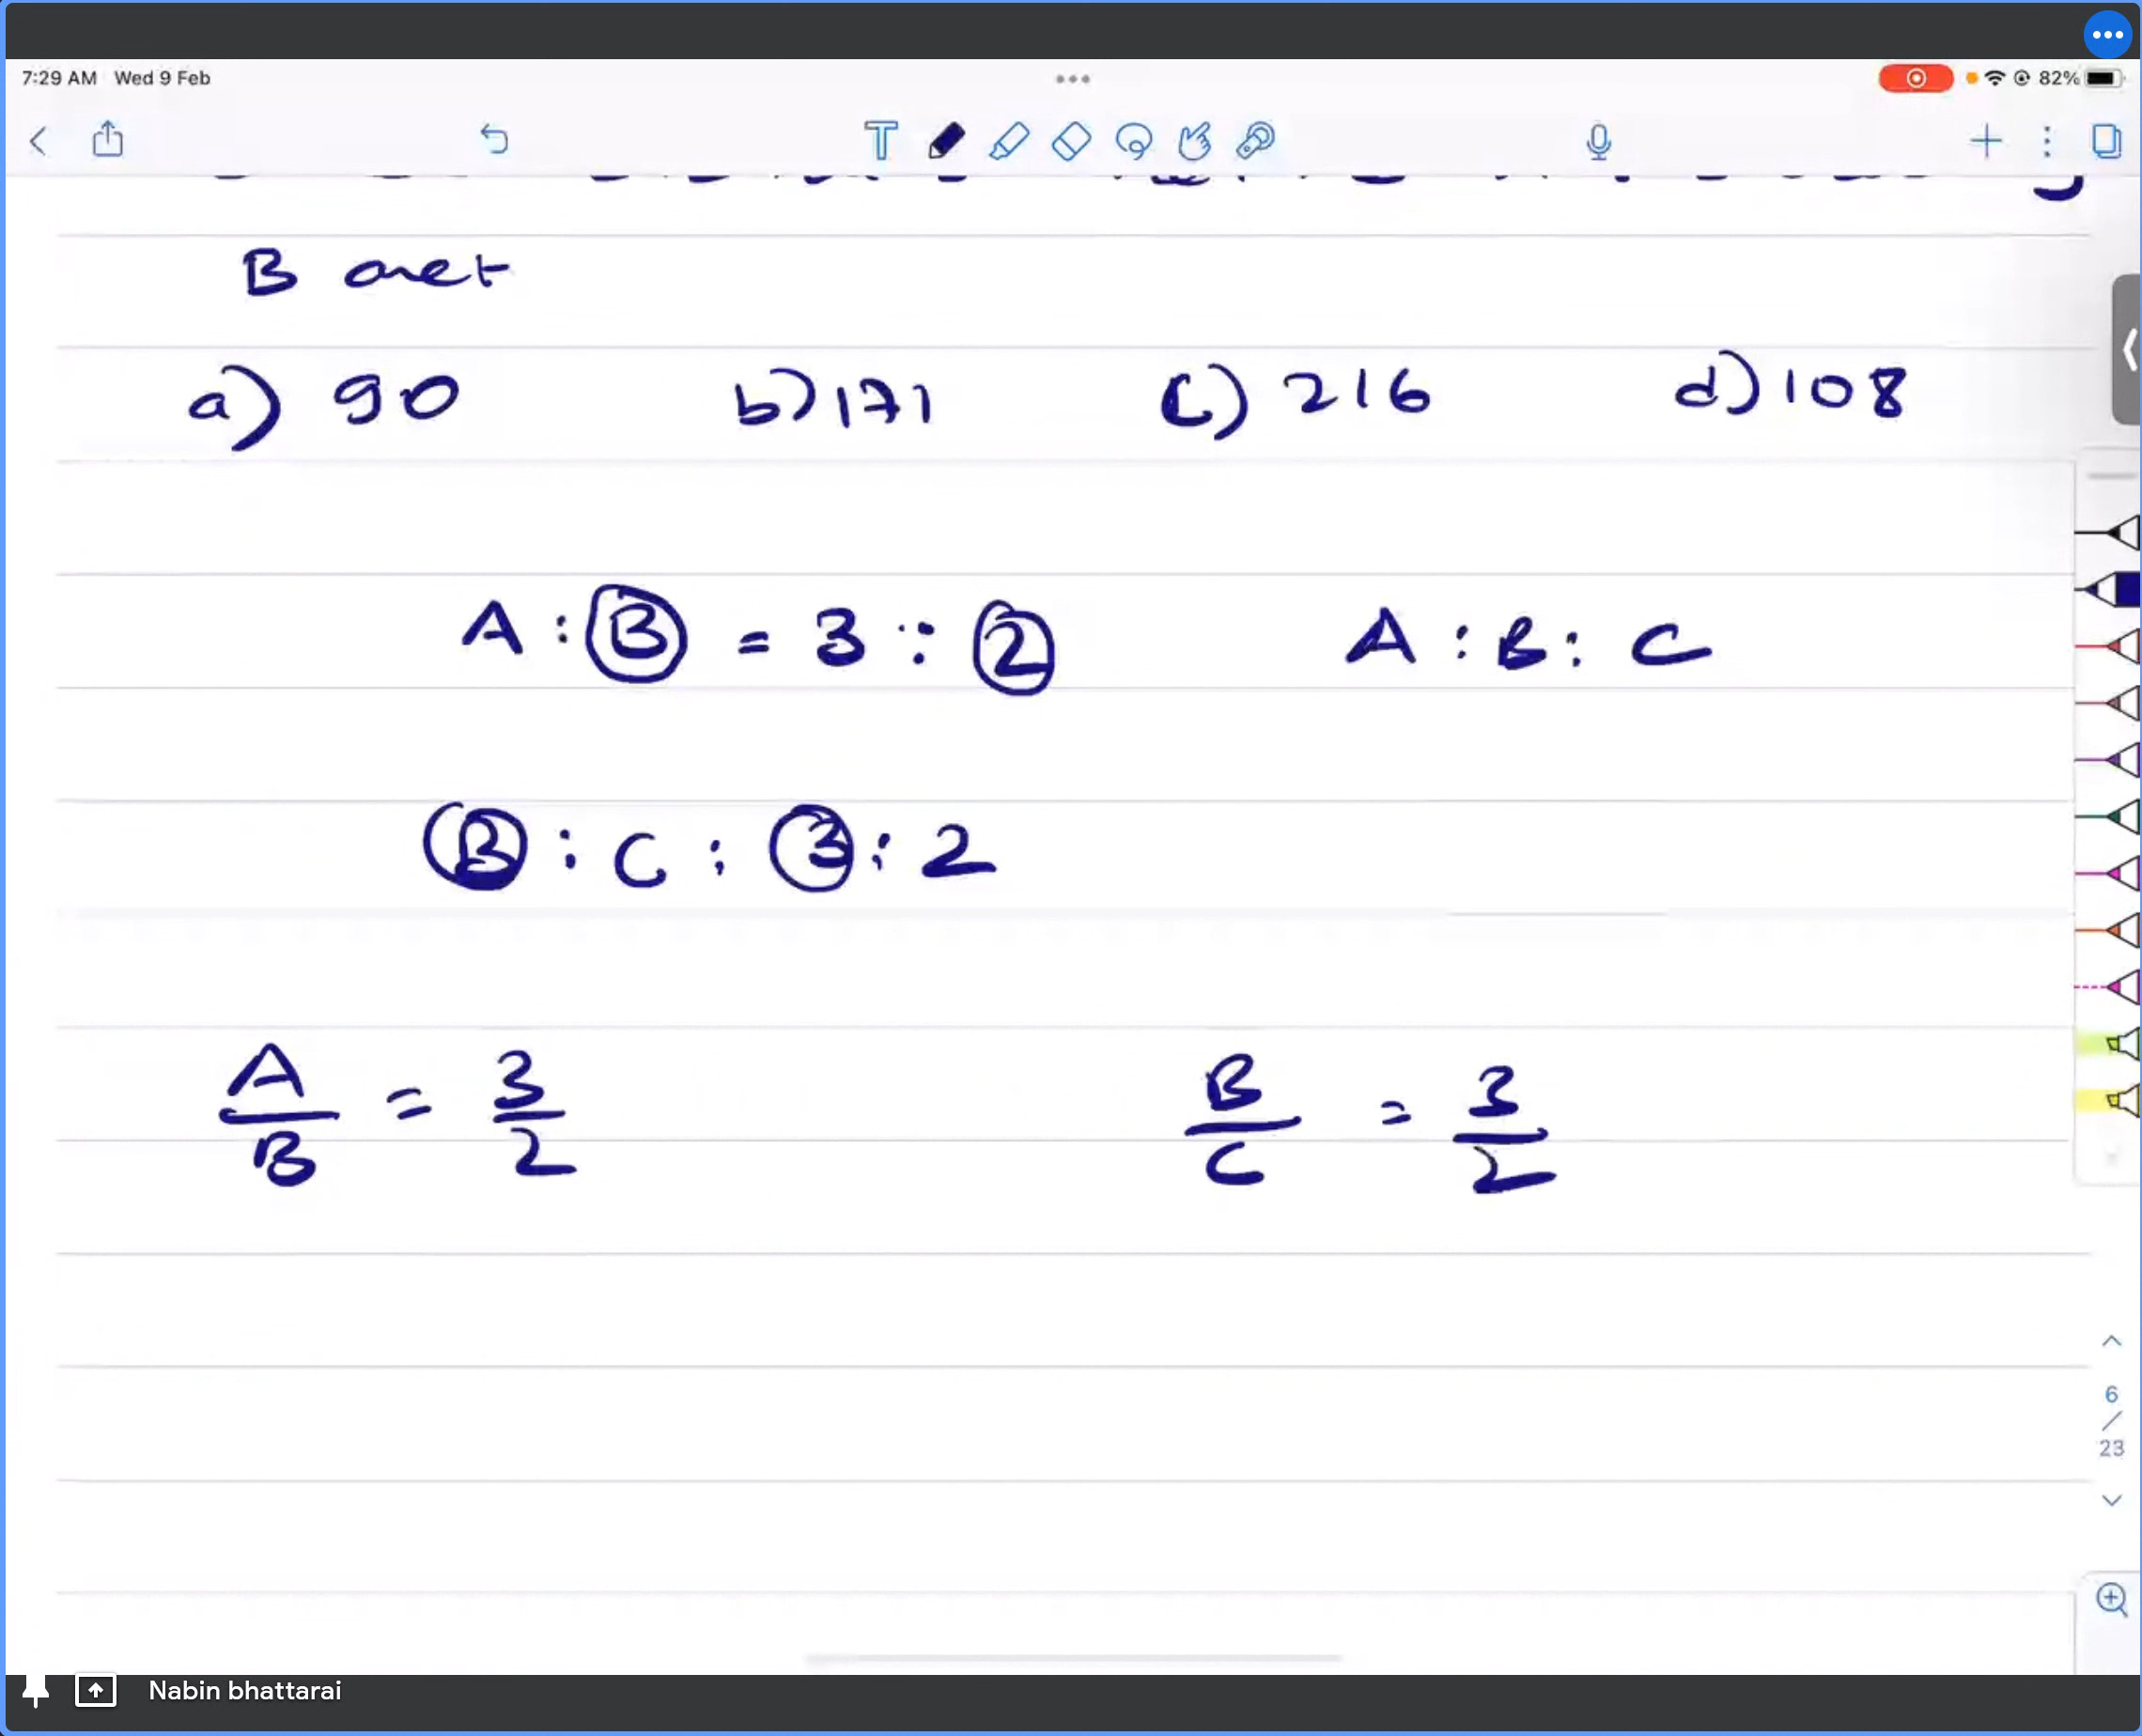 7:29 AM Wed 9 Feb
82%
T
B
a) 90 b) 171 c) 216 d) 108
A : B = 3 : 2 A : B : C
B : C : 3 : 2
A/B = 3/2 B/C = 3/2
6
/
23
Nabin bhattarai